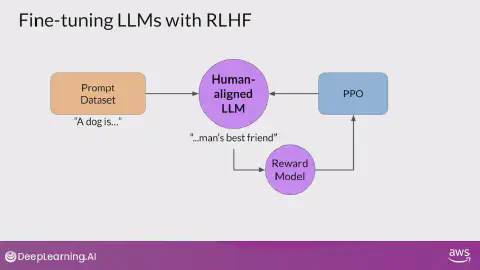 Fine-tuning LLMs with RLHF
Prompt
Dataset
"A dog is..."
Human-
aligned
LLM
"...man's best friend"
PPO
Reward
Model
DeepLearning.AI
aws